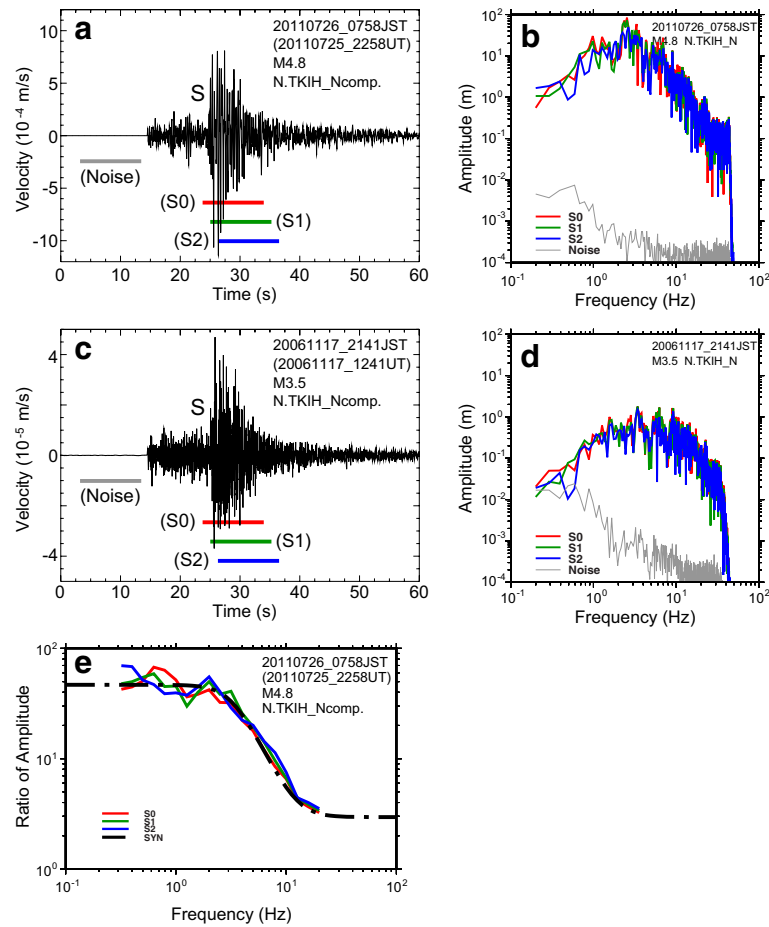 a
20110726_0758JST
(20110725_2258UT)
M4.8
N.TKIH_Ncomp.
S
(Noise)
(S0)
(S1)
(S2)
Velocity (10⁻⁴ m/s)
10
5
0
-5
-10
0 10 20 30 40 50 60
Time (s)
b
20110726_0758JST
M4.8 N.TKIH_N
Amplitude (m)
10²
10¹
10⁰
10⁻¹
10⁻²
10⁻³
10⁻⁴
S0
S1
S2
Noise
10⁻¹ 10⁰ 10¹ 10²
Frequency (Hz)
c
20061117_2141JST
(20061117_1241UT)
M3.5
N.TKIH_Ncomp.
S
(Noise)
(S0)
(S1)
(S2)
Velocity (10⁻⁵ m/s)
4
0
-4
0 10 20 30 40 50 60
Time (s)
d
20061117_2141JST
M3.5 N.TKIH_N
Amplitude (m)
10²
10¹
10⁰
10⁻¹
10⁻²
10⁻³
10⁻⁴
S0
S1
S2
Noise
10⁻¹ 10⁰ 10¹ 10²
Frequency (Hz)
e
20110726_0758JST
(20110725_2258UT)
M4.8
N.TKIH_Ncomp.
Ratio of Amplitude
10²
10¹
10⁰
S0
S1
S2
SYN
10⁻¹ 10⁰ 10¹ 10²
Frequency (Hz)